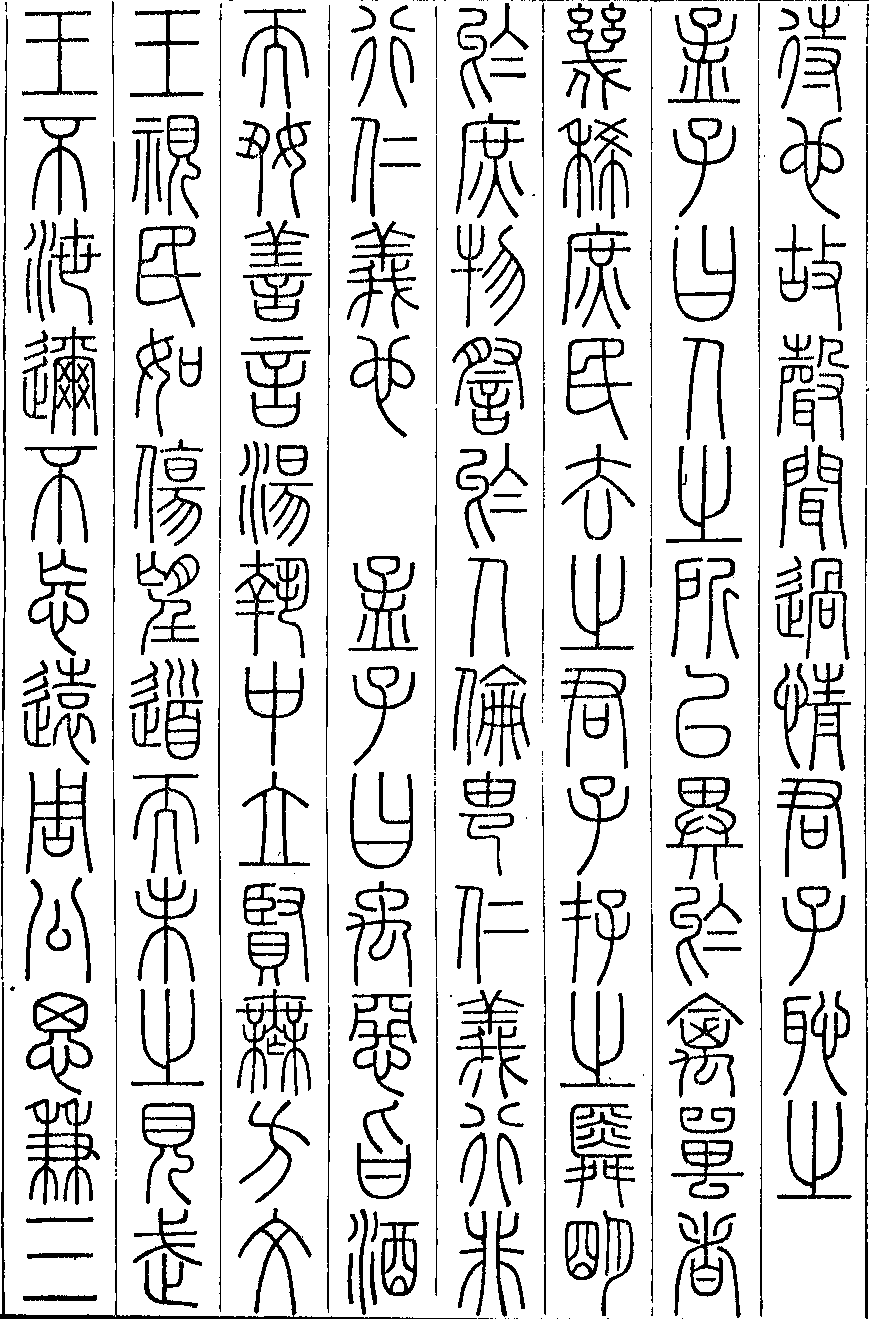 待也故聲聞過情君子恥之
孟子曰人之所以異於禽嘼者
幾稀庶民去之君子存之舜明
於庶物詧於人倫由仁義行非
行仁義也　孟子曰禹惡旨酒
而好善言湯執中立賢無方文
王視民如傷望道而未之見武
王不泄邇不忘遠周公思兼三